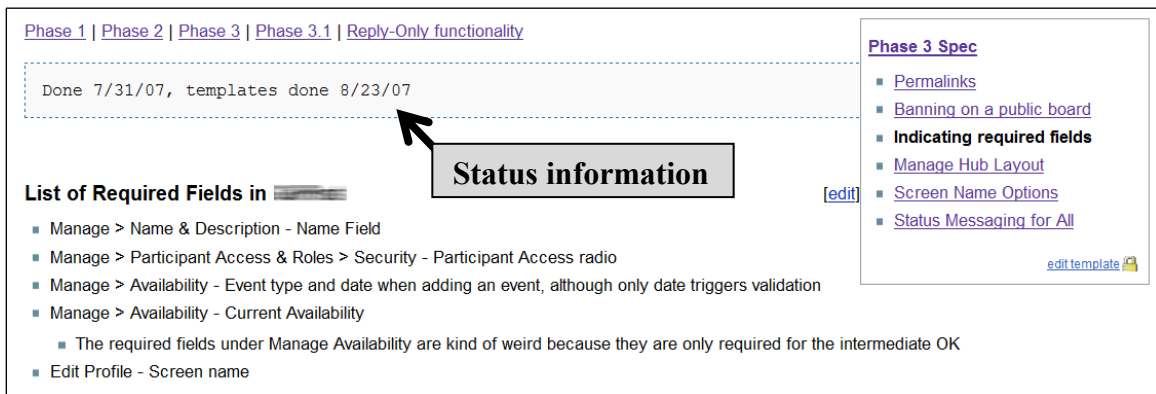 Phase 1 | Phase 2 | Phase 3 | Phase 3.1 | Reply-Only functionality
Done 7/31/07, templates done 8/23/07
Status information
List of Required Fields in
[edit]
Manage > Name & Description - Name Field
Manage > Participant Access & Roles > Security - Participant Access radio
Manage > Availability - Event type and date when adding an event, although only date triggers validation
Manage > Availability - Current Availability
The required fields under Manage Availability are kind of weird because they are only required for the intermediate OK
Edit Profile - Screen name
Phase 3 Spec
Permalinks
Banning on a public board
Indicating required fields
Manage Hub Layout
Screen Name Options
Status Messaging for All
edit template